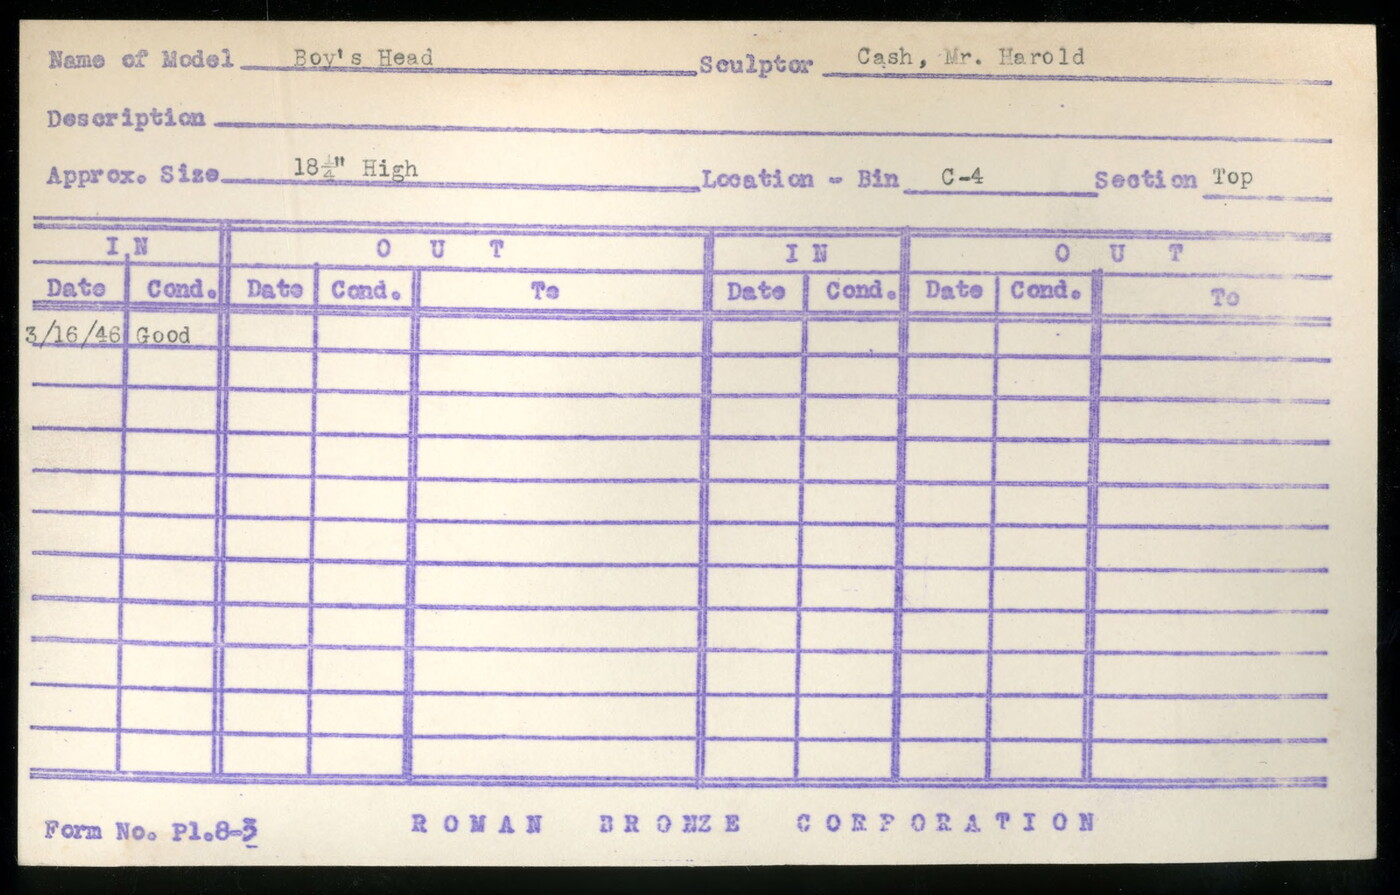 Name of Model Boy's Head Sculptor Cash, Mr. Harold
Description
Approx. Size 18¼" High Location - Bin C-4 Section Top
IN OUT IN OUT
Date Cond. Date Cond. To Date Cond. Date Cond. To
3/16/46 Good
Form No. Pl.8-3 ROMAN BRONZE CORPORATION